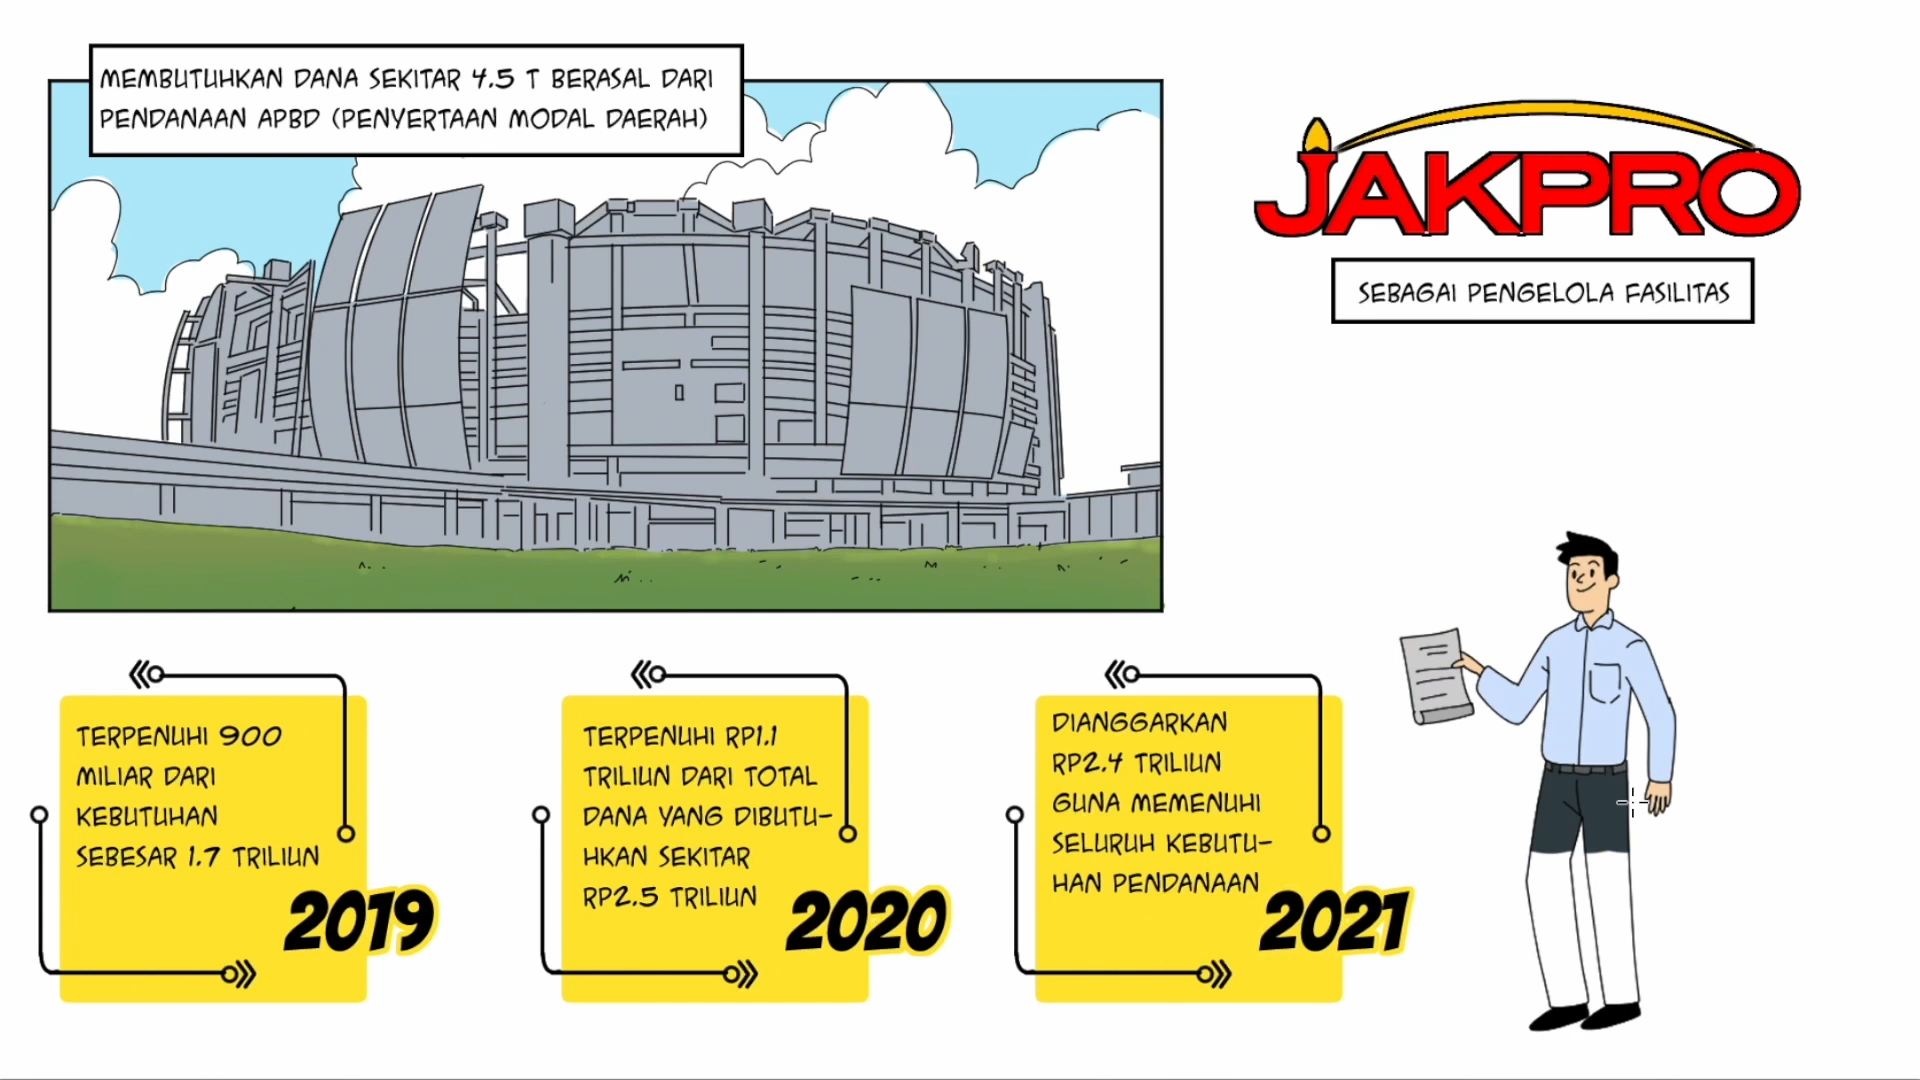 MEMBUTUHKAN DANA SEKITAR 4.5 T BERASAL DARI
PENDANAAN APBD (PENYERTAAN MODAL DAERAH)
JAKPRO
SEBAGAI PENGELOLA FASILITAS
TERPENUHI 900
MILIAR DARI
KEBUTUHAN
SEBESAR 1.7 TRILIUN
2019
TERPENUHI RP1.1
TRILIUN DARI TOTAL
DANA YANG DIBUTU-
HKAN SEKITAR
RP2.5 TRILIUN
2020
DIANGGARKAN
RP2.4 TRILIUN
GUNA MEMENUHI
SELURUH KEBUTU-
HAN PENDANAAN
2021